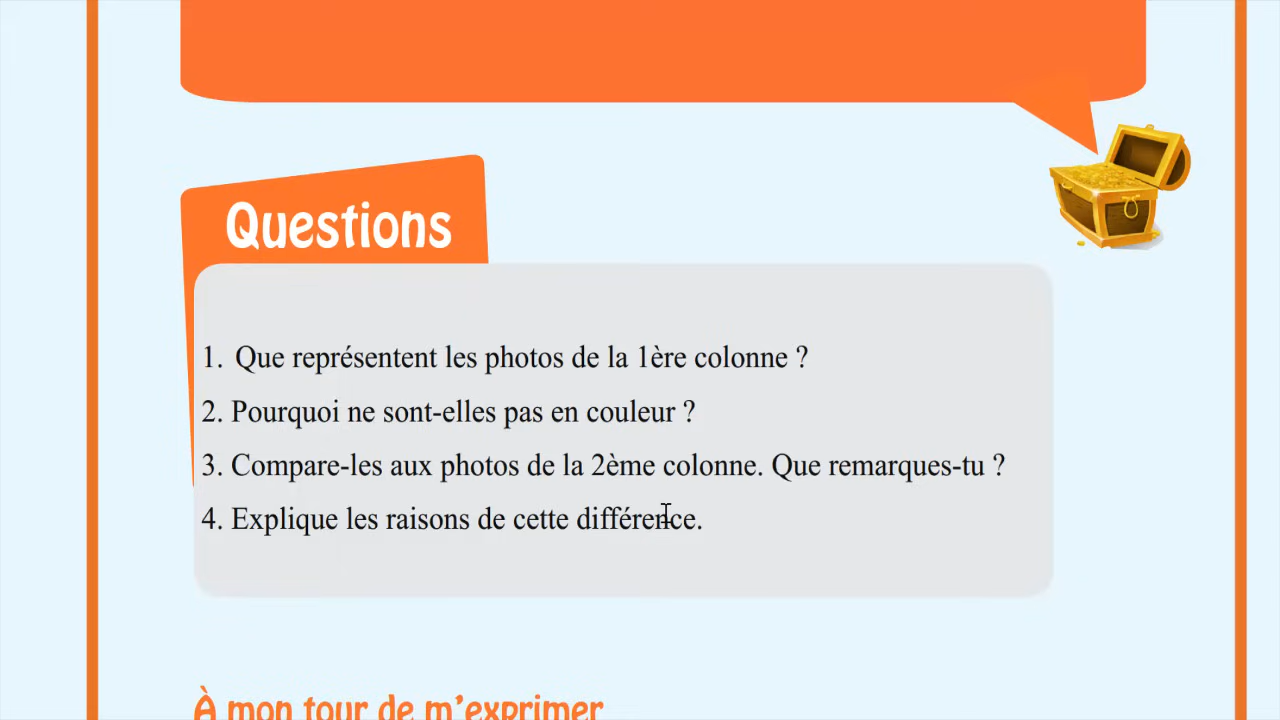 Questions
1. Que représentent les photos de la 1ère colonne ?
2. Pourquoi ne sont-elles pas en couleur ?
3. Compare-les aux photos de la 2ème colonne. Que remarques-tu ?
4. Explique les raisons de cette différence.
À mon tour de m'exprimer